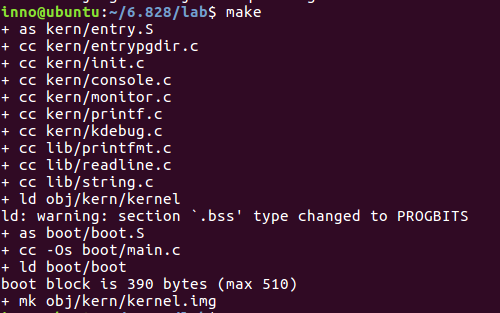 inno@ubuntu:~/6.828/lab$ make
+ as kern/entry.S
+ cc kern/entrypgdir.c
+ cc kern/init.c
+ cc kern/console.c
+ cc kern/monitor.c
+ cc kern/printf.c
+ cc kern/kdebug.c
+ cc lib/printfmt.c
+ cc lib/readline.c
+ cc lib/string.c
+ ld obj/kern/kernel
ld: warning: section `.bss' type changed to PROGBITS
+ as boot/boot.S
+ cc -Os boot/main.c
+ ld boot/boot
boot block is 390 bytes (max 510)
+ mk obj/kern/kernel.img